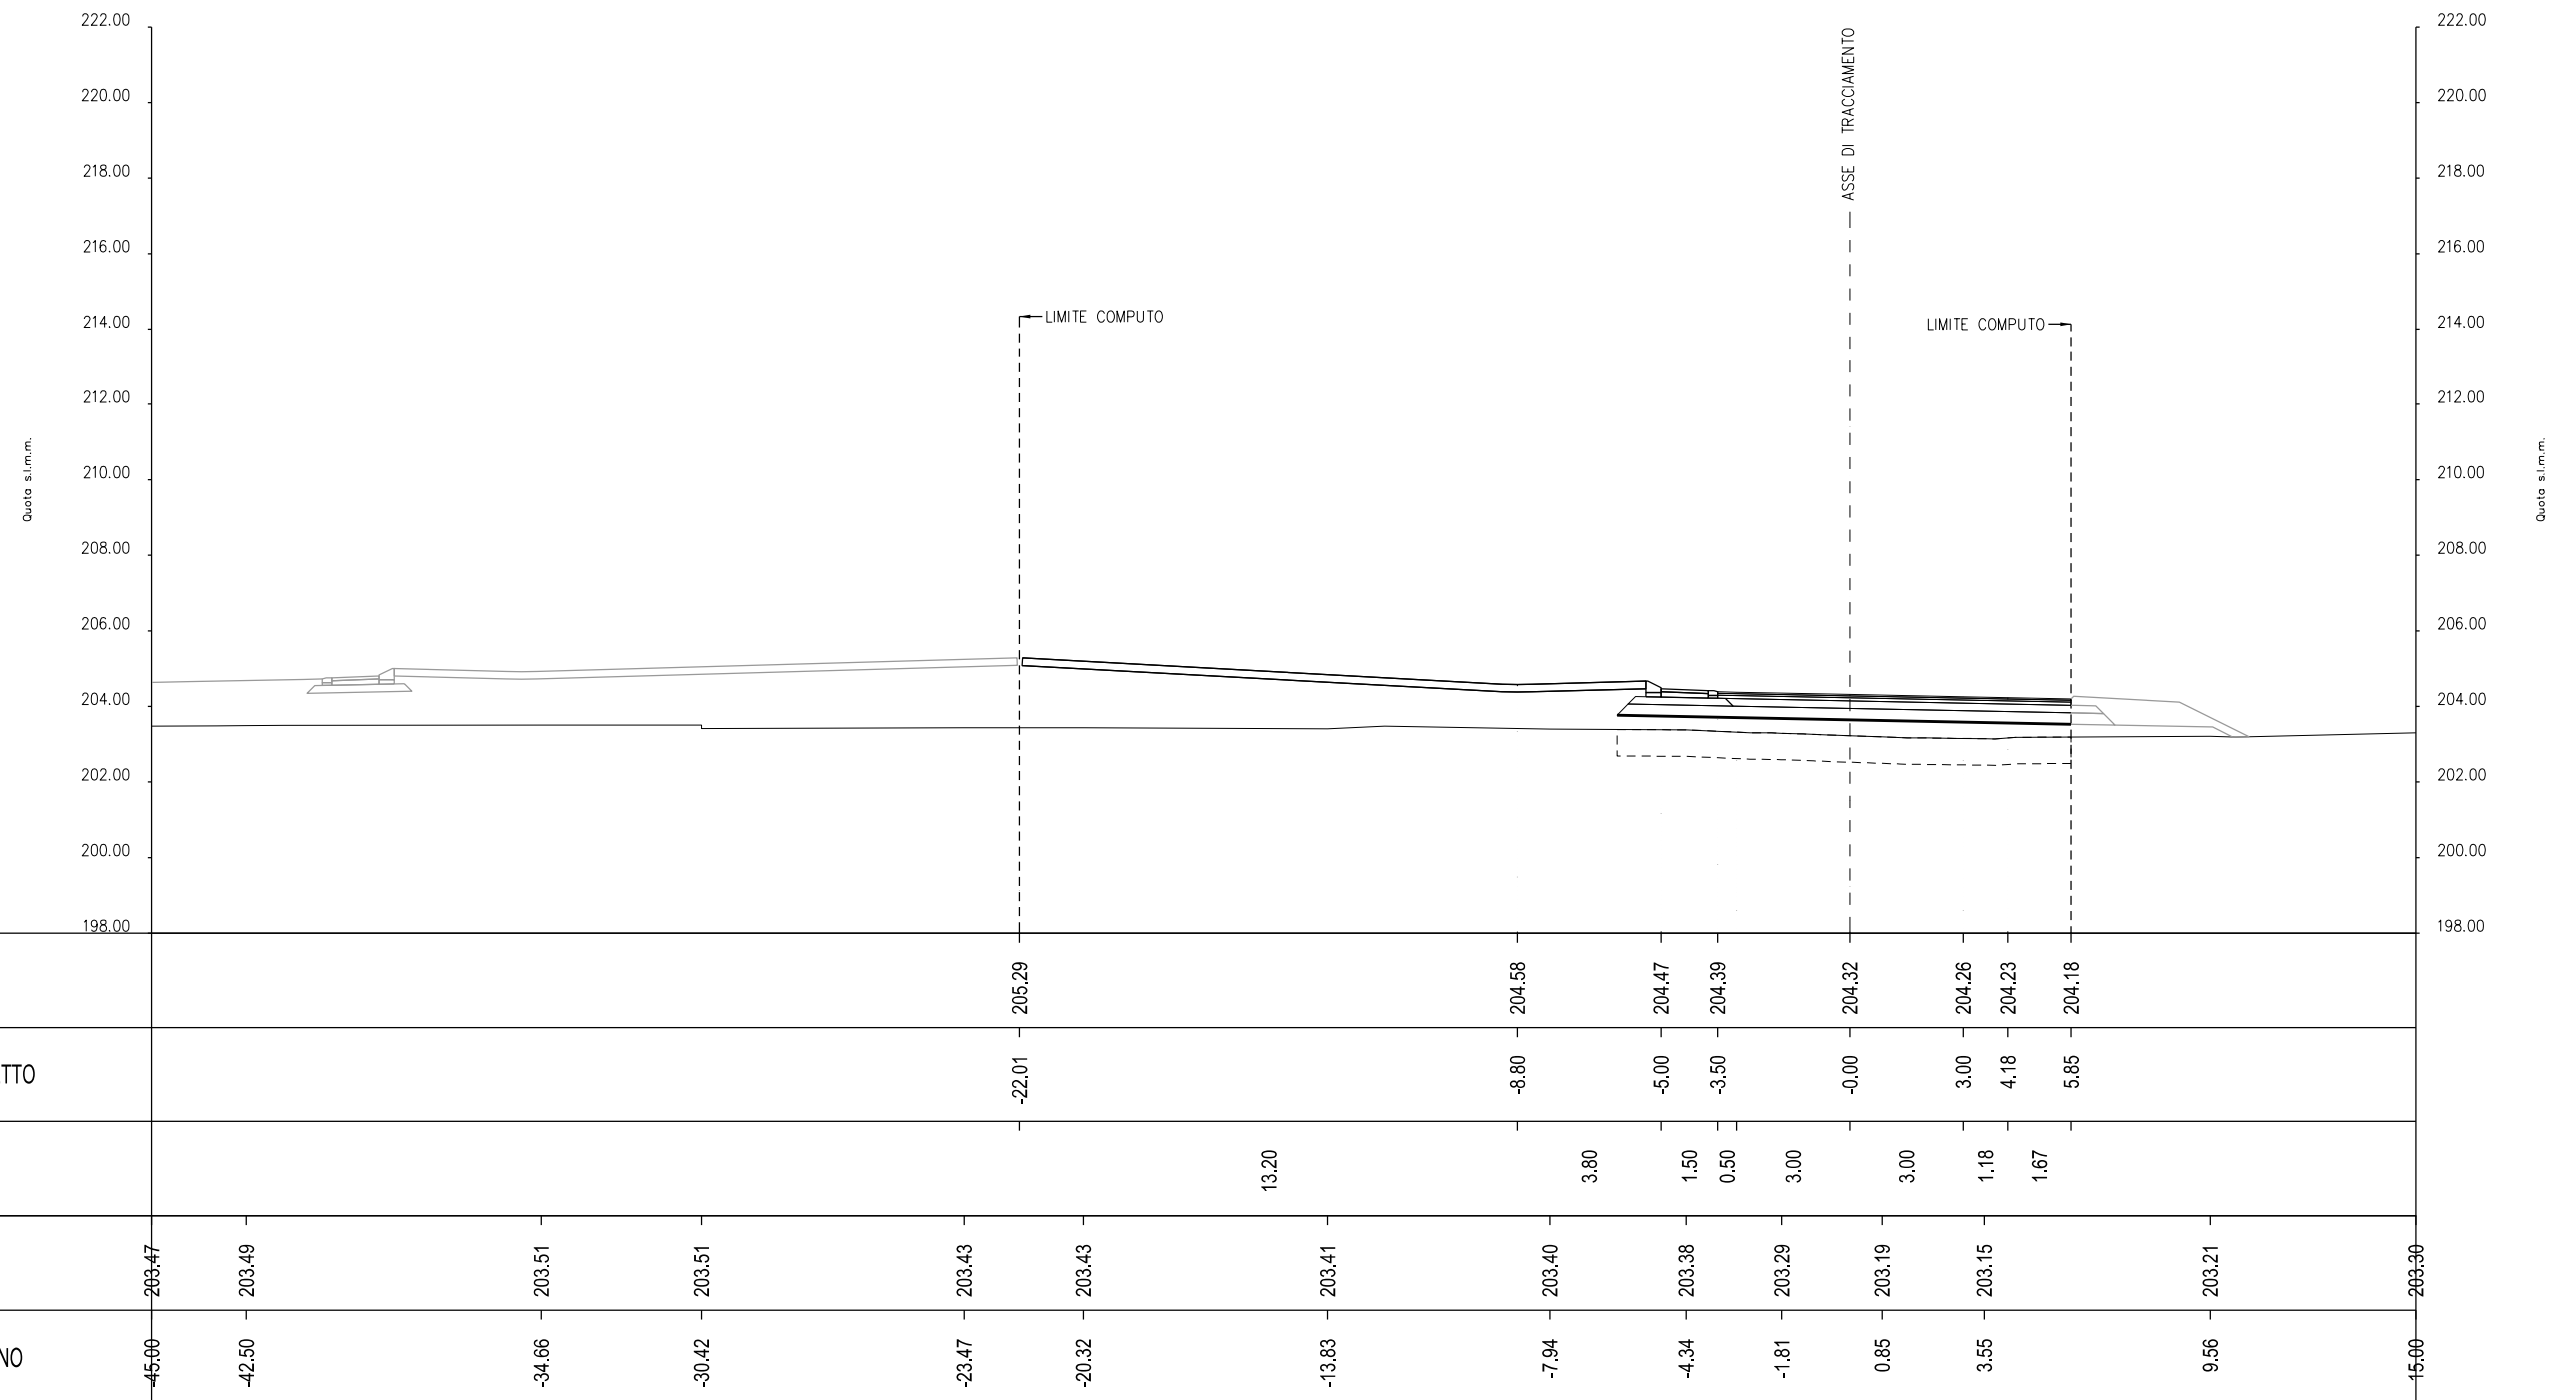 222.00 222.00
220.00 220.00
218.00 218.00
216.00 216.00
214.00 214.00
212.00 212.00
210.00 210.00
208.00 208.00
206.00 206.00
204.00 204.00
202.00 202.00
200.00 200.00
198.00 198.00
Quota s.l.m.m.
Quota s.l.m.m.
ASSE DI TRACCIAMENTO
LIMITE COMPUTO
LIMITE COMPUTO
205.29 204.58 204.47 204.39 204.32 204.26 204.23 204.18
TTO -22.01 -8.80 -5.00 -3.50 -0.00 3.00 4.18 5.85
13.20 3.80 1.50 0.50 3.00 3.00 1.18 1.67
203.47 203.49 203.51 203.51 203.43 203.43 203.41 203.40 203.38 203.29 203.19 203.15 203.21 203.30
NO -45.00 -42.50 -34.66 -30.42 -23.47 -20.32 -13.83 -7.94 -4.34 -1.81 0.85 3.55 9.56 15.00